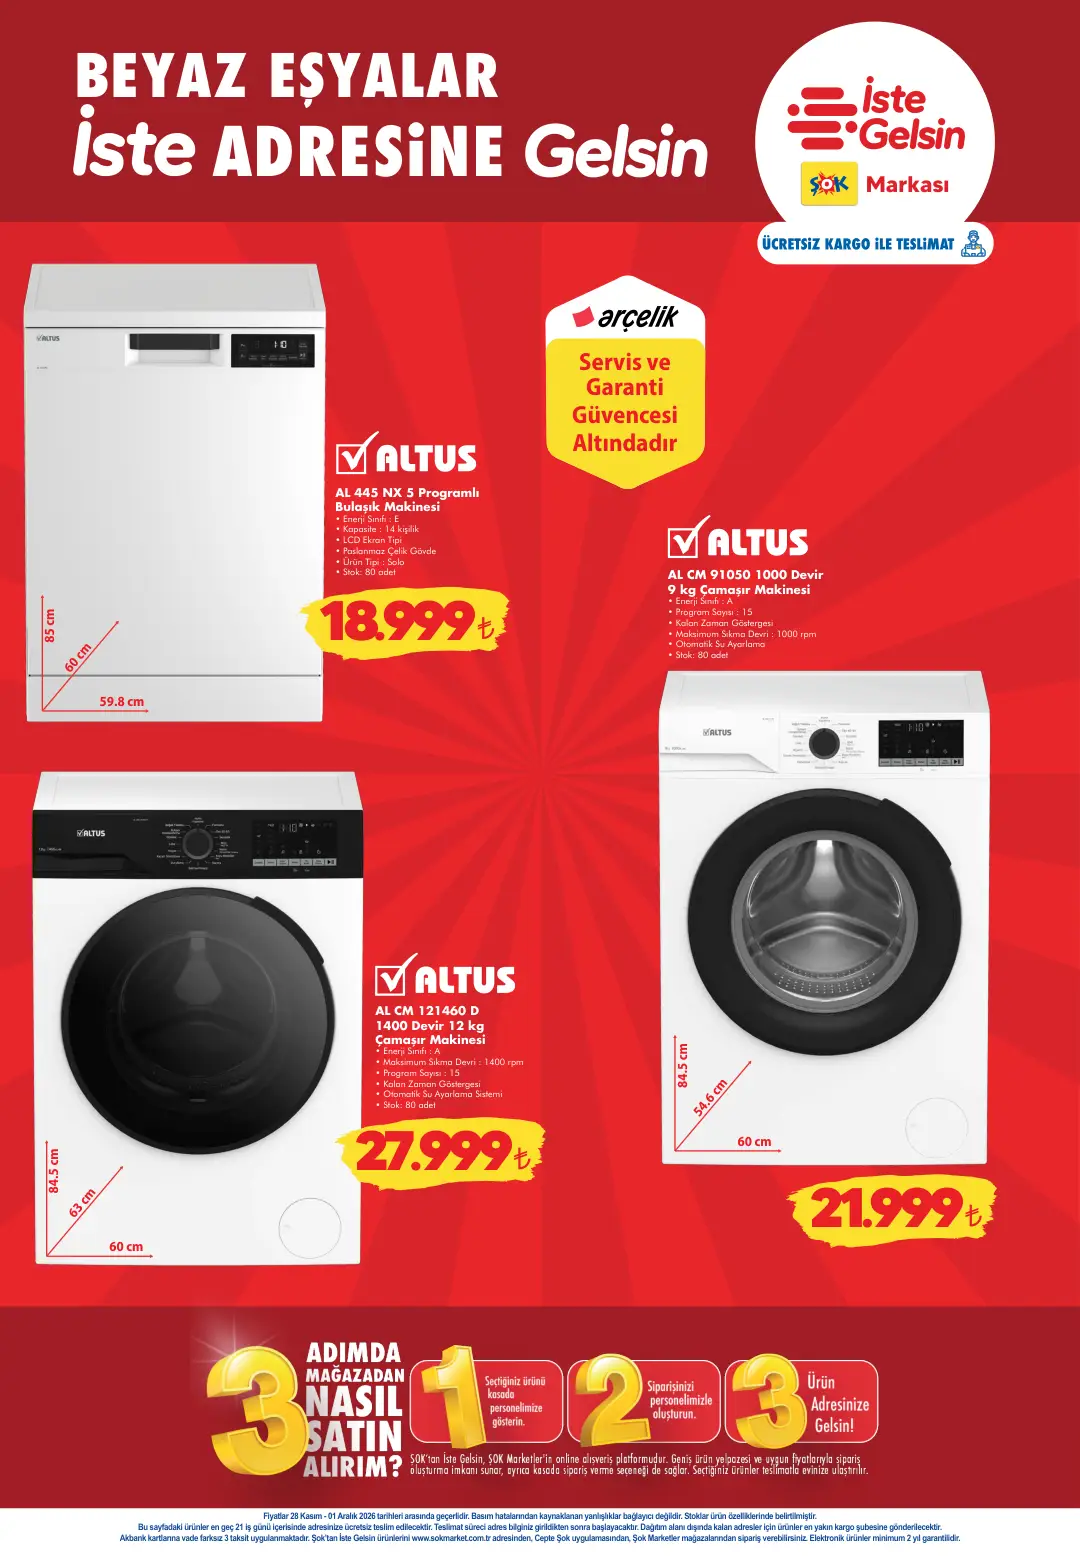 BEYAZ EŞYALAR
İste ADRESiNE Gelsin
İste
Gelsin
ŞOK Markası
ÜCRETSiZ KARGO iLE TESLiMAT
arçelik
Servis ve
Garanti
Güvencesi
Altındadır
ALTUS
ALTUS
AL 445 NX 5 Programlı
Bulaşık Makinesi
• Enerji Sınıfı : E
• Kapasite : 14 kişilik
• LCD Ekran Tipi
• Paslanmaz Çelik Gövde
• Ürün Tipi : Solo
• Stok: 80 adet
18.999₺
85 cm
60 cm
59.8 cm
ALTUS
AL CM 91050 1000 Devir
9 kg Çamaşır Makinesi
• Enerji Sınıfı : A
• Program Sayısı : 15
• Kalan Zaman Göstergesi
• Maksimum Sıkma Devri : 1000 rpm
• Otomatik Su Ayarlama
• Stok: 80 adet
ALTUS
84.5 cm
54.6 cm
60 cm
21.999₺
ALTUS
ALTUS
AL CM 121460 D
1400 Devir 12 kg
Çamaşır Makinesi
• Enerji Sınıfı : A
• Maksimum Sıkma Devri : 1400 rpm
• Program Sayısı : 15
• Kalan Zaman Göstergesi
• Otomatik Su Ayarlama Sistemi
• Stok: 80 adet
27.999₺
84.5 cm
63 cm
60 cm
3 ADIMDA
MAĞAZADAN
NASIL
SATIN
ALIRIM?
1 Seçtiğiniz ürünü
kasada
personelimize
gösterin.
2 Siparişinizi
personelimizle
oluşturun.
3 Ürün
Adresinize
Gelsin!
ŞOK'tan İste Gelsin, ŞOK Marketler'in online alışveriş platformudur. Geniş ürün yelpazesi ve uygun fiyatlarıyla sipariş
oluşturma imkanı sunar, ayrıca kasada sipariş verme seçeneği de sağlar. Seçtiğiniz ürünler teslimatla evinize ulaştırılır.
Fiyatlar 28 Kasım - 01 Aralık 2026 tarihleri arasında geçerlidir. Basım hatalarından kaynaklanan yanlışlıklar bağlayıcı değildir. Stoklar ürün özelliklerinde belirtilmiştir.
Bu sayfadaki ürünler en geç 21 iş günü içerisinde adresinize ücretsiz teslim edilecektir. Teslimat süreci adres bilginiz girildikten sonra başlayacaktır. Dağıtım alanı dışında kalan adresler için ürünler en yakın kargo şubesine gönderilecektir.
Akbank kartlarına vade farksız 3 taksit uygulanmaktadır. Şok'tan İste Gelsin ürünlerini www.sokmarket.com.tr adresinden, Cepte Şok uygulamasından, Şok Marketler mağazalarından sipariş verebilirsiniz. Elektronik ürünler minimum 2 yıl garantilidir.